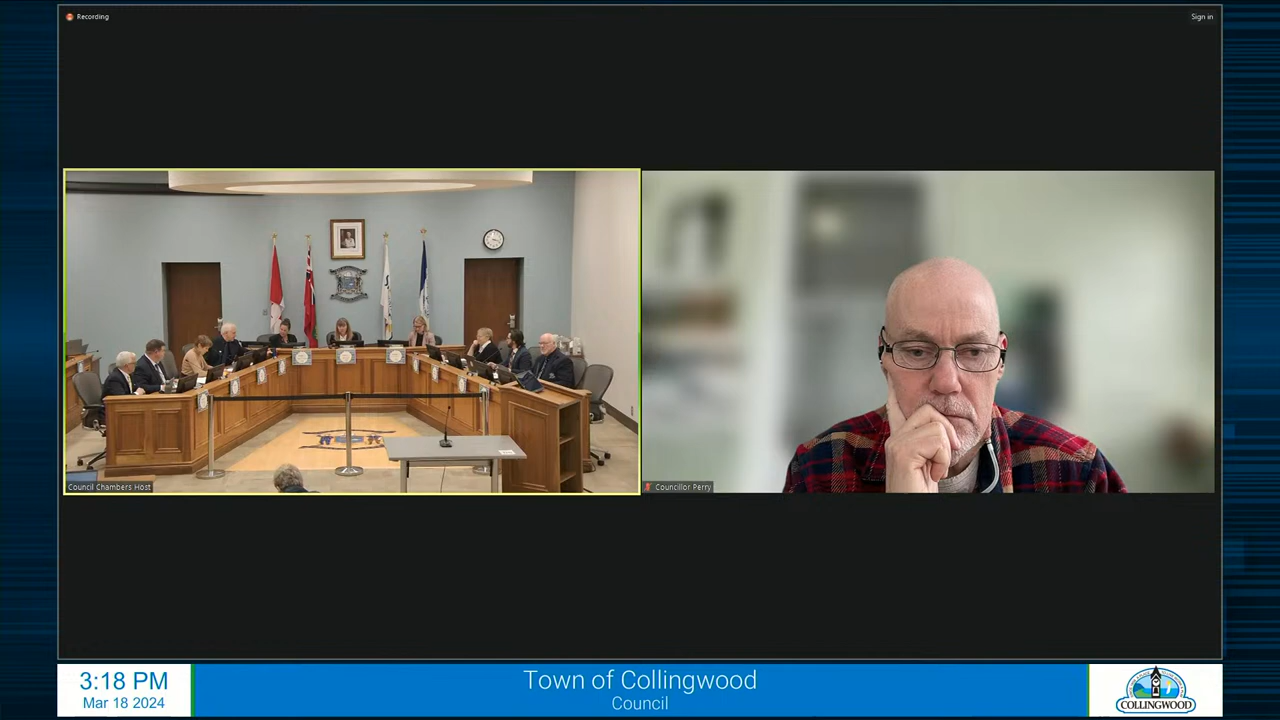 Recording
Sign in
Council Chambers Host
Councillor Perry
3:18 PM
Mar 18 2024
Town of Collingwood
Council
COLLINGWOOD